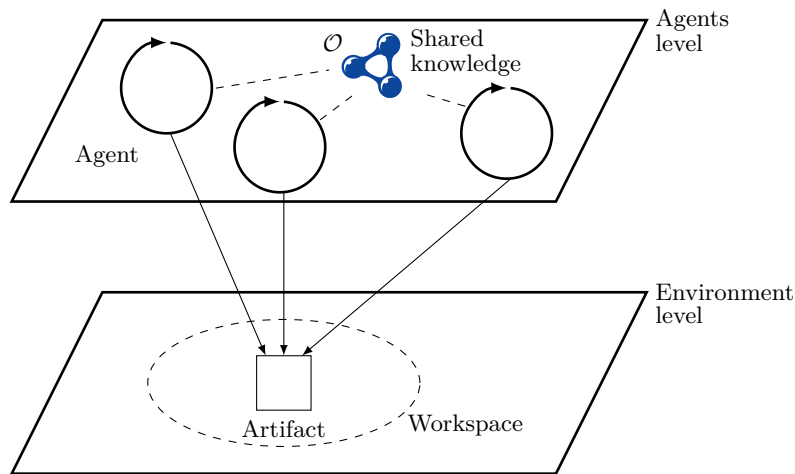 Agents
level
𝒪
Shared
knowledge
Agent
Environment
level
Workspace
Artifact